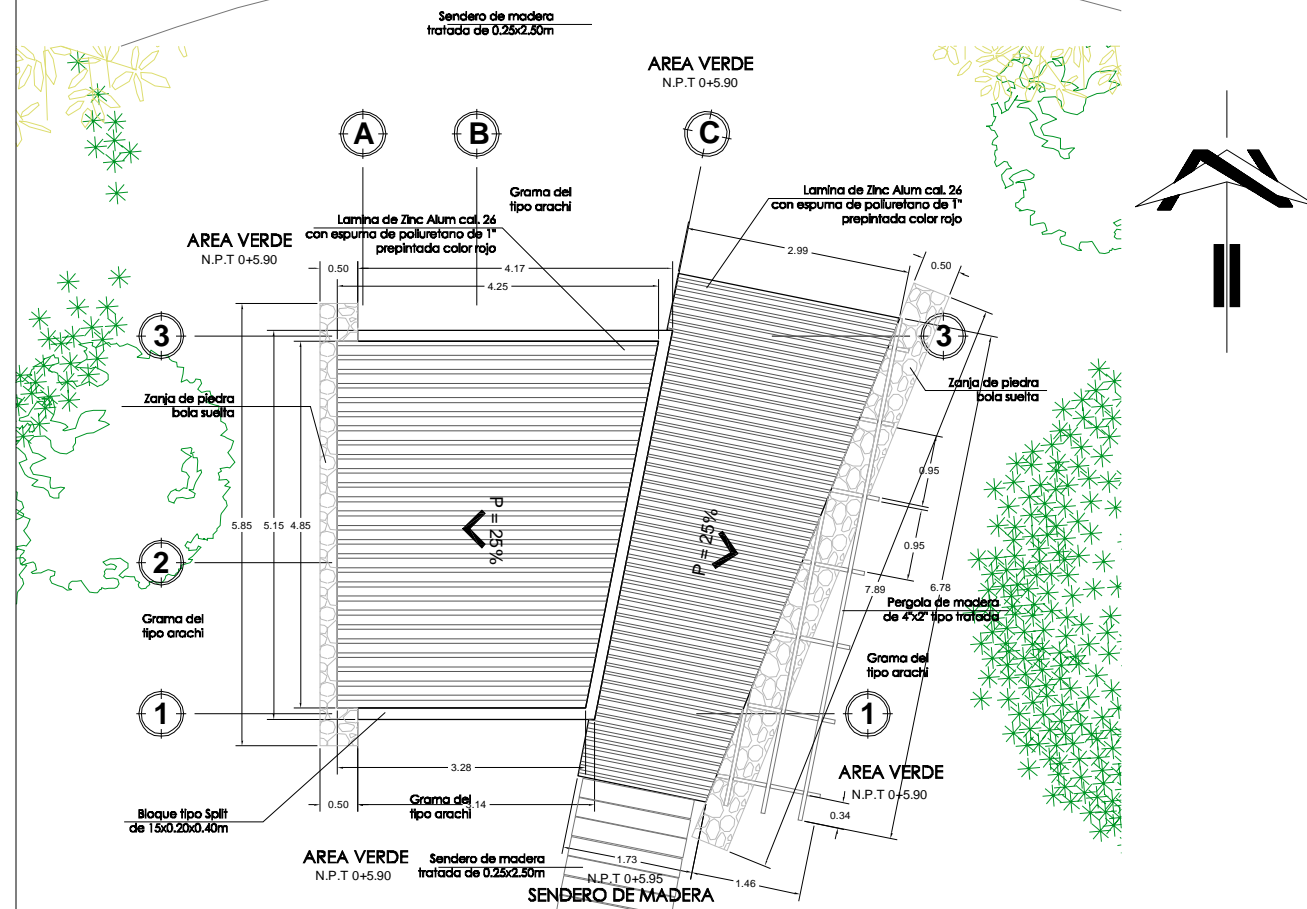 Sendero de madera
tratada de 0.25x2.50m
AREA VERDE
N.P.T 0+5.90
A
B
C
Grama del
tipo arachi
Lamina de Zinc Alum cal. 26
con espuma de poliuretano de 1"
prepintada color rojo
Lamina de Zinc Alum cal. 26
con espuma de poliuretano de 1"
prepintada color rojo
AREA VERDE
N.P.T 0+5.90
0.50
4.17
4.25
2.99
0.50
3
3
Zanja de piedra
bola suelta
Zanja de piedra
bola suelta
0.95
5.85
5.15
4.85
P = 25%
P = 25%
0.95
2
7.89
6.78
Pergola de madera
de 4"x2" tipo tratada
Grama del
tipo arachi
Grama del
tipo arachi
1
1
3.28
AREA VERDE
N.P.T 0+5.90
0.50
3.14
Grama del
tipo arachi
0.34
Bloque tipo Split
de 15x0.20x0.40m
AREA VERDE
N.P.T 0+5.90
Sendero de madera
tratada de 0.25x2.50m
1.73
1.46
N.P.T 0+5.95
SENDERO DE MADERA